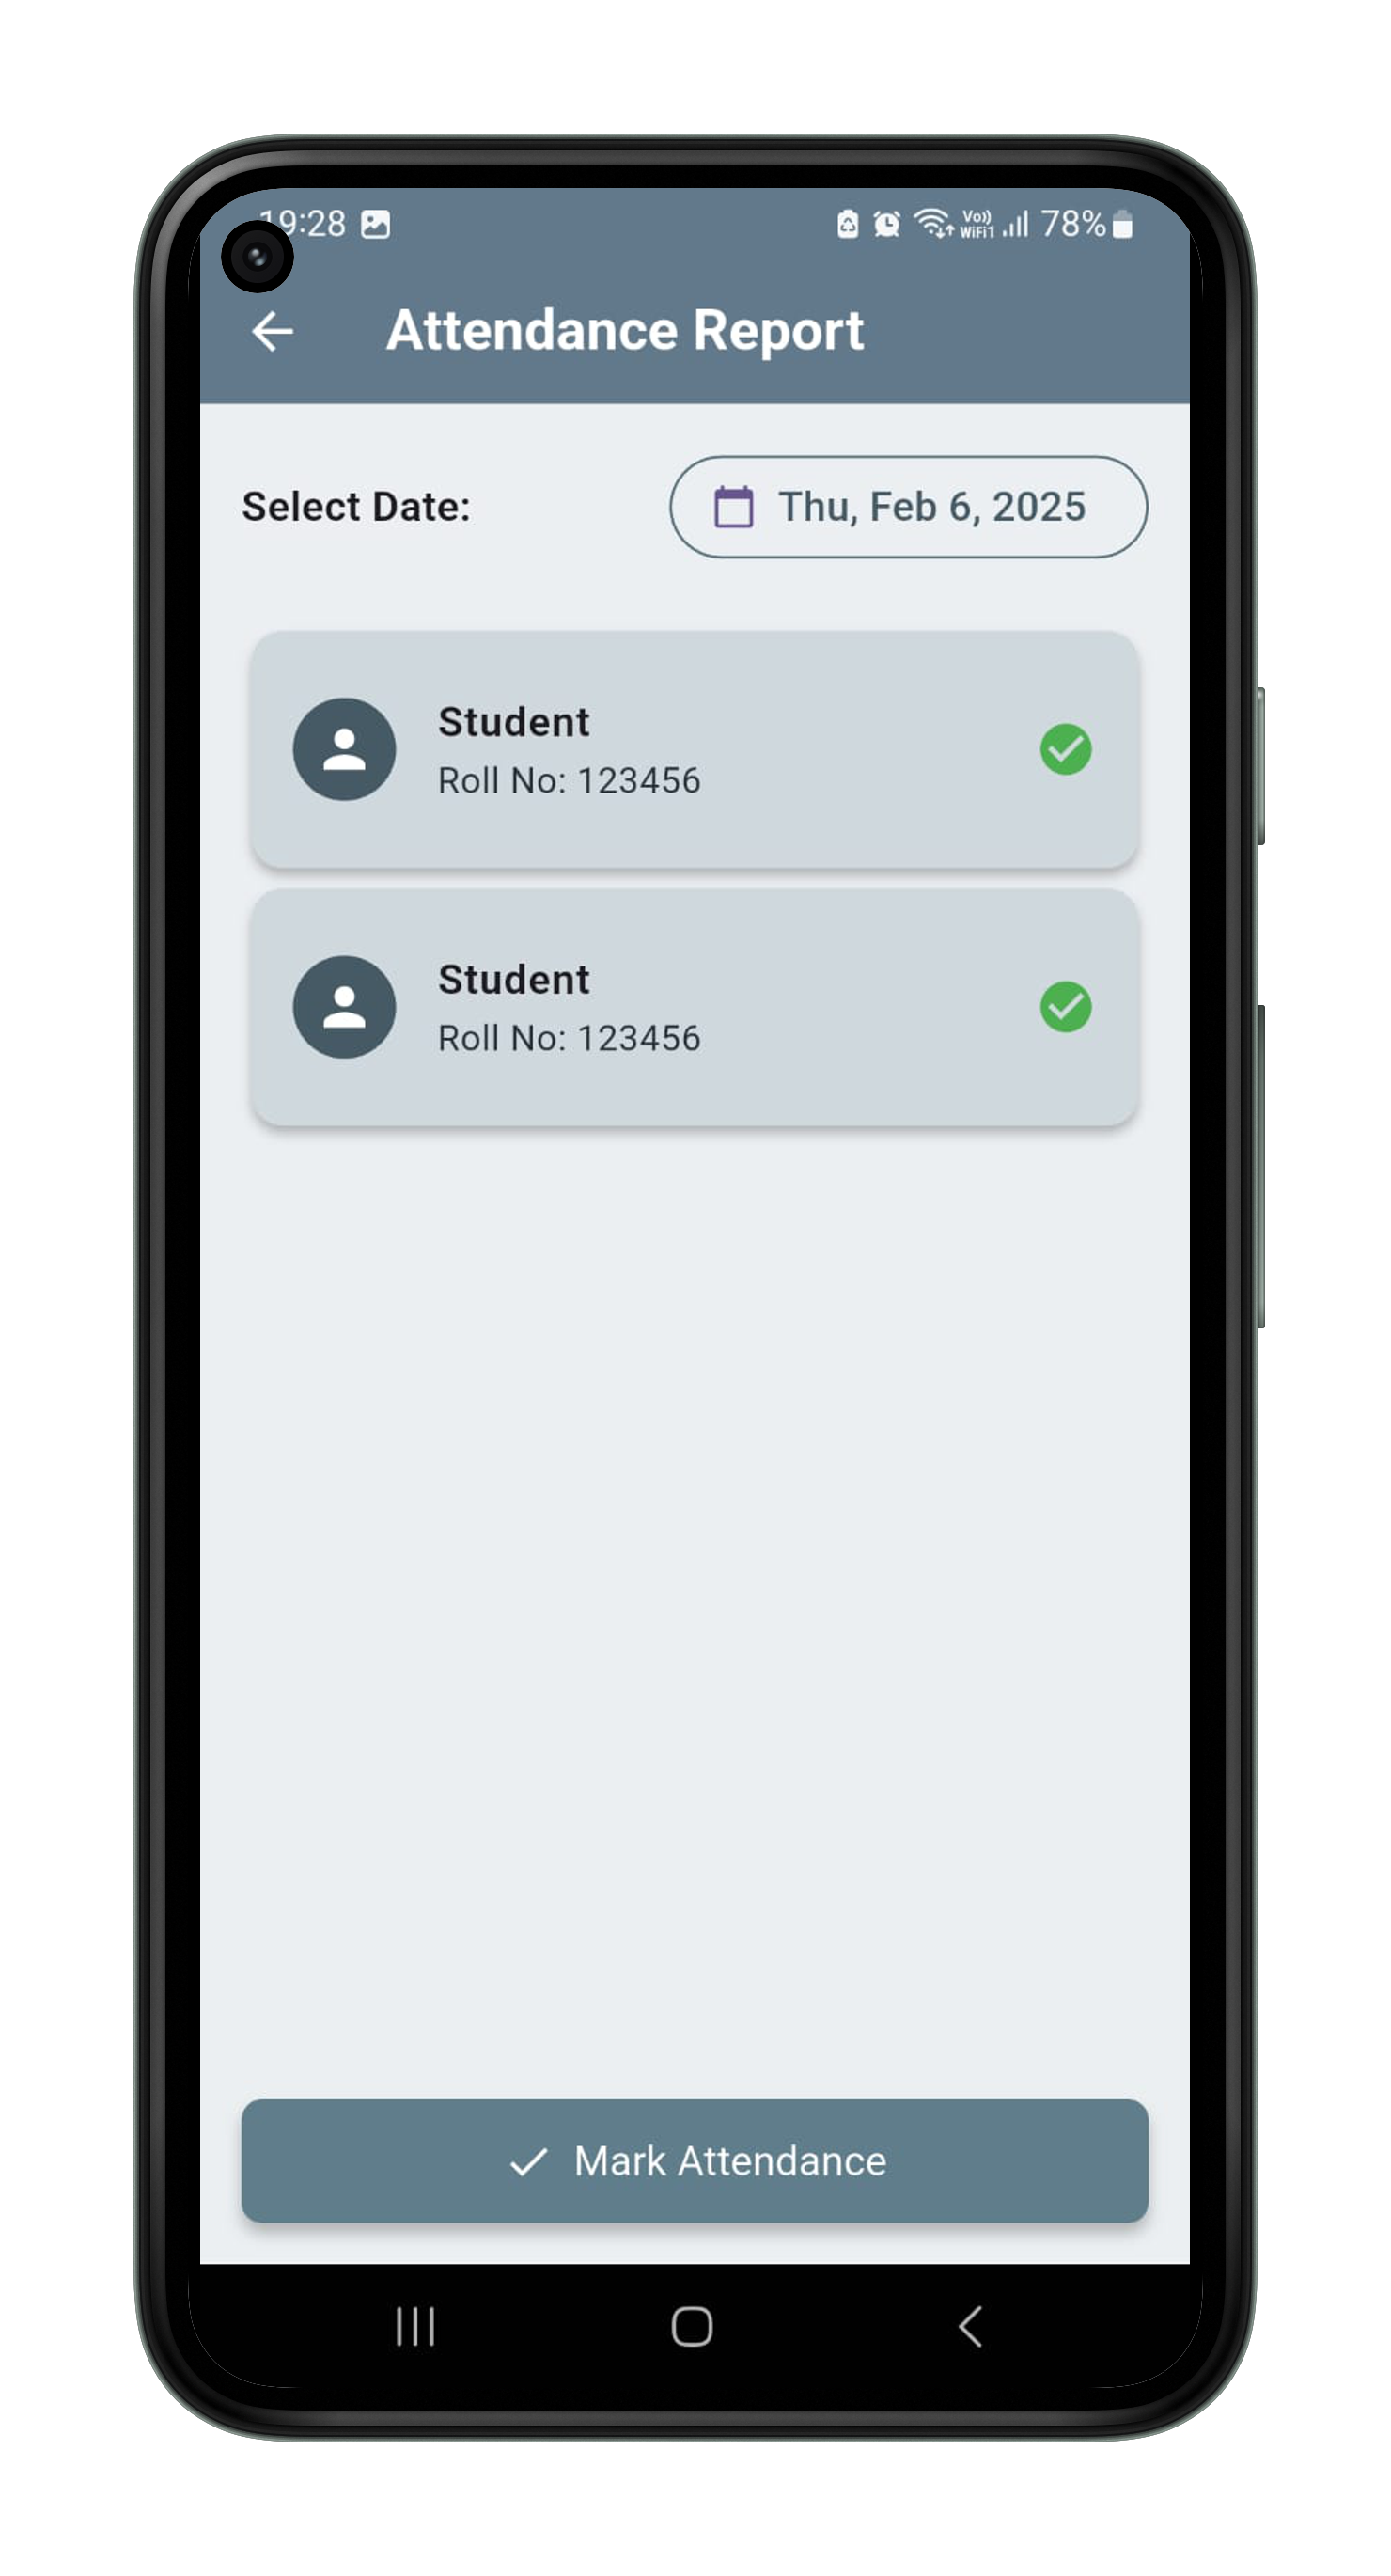 19:28 Vo)) WiFi1 78%
Attendance Report
Select Date: Thu, Feb 6, 2025
Student
Roll No: 123456
Student
Roll No: 123456
Mark Attendance